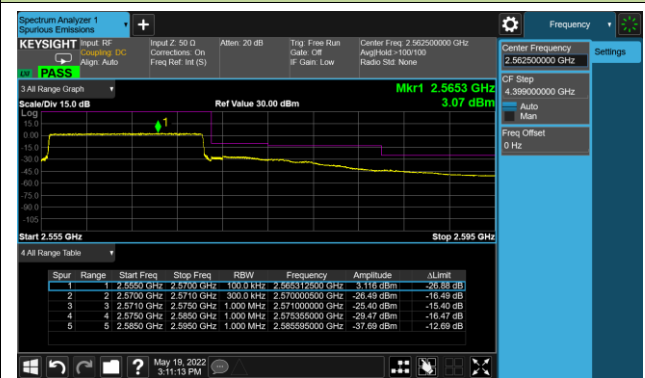 Spectrum Analyzer 1
Spurious Emissions
Frequency
KEYSIGHT Input: RF Input Z: 50 Ω Atten: 20 dB Trig: Free Run Center Freq: 2.562500000 GHz
Coupling: DC Corrections: On Gate: Off Avg|Hold:>100/100
Align: Auto Freq Ref: Int (S) IF Gain: Low Radio Std: None
PASS
Center Frequency
2.562500000 GHz
Settings
CF Step
4.399000000 GHz
Auto
Man
Freq Offset
0 Hz
3 All Range Graph
Mkr1 2.5653 GHz
Scale/Div 15.0 dB Ref Value 30.00 dBm 3.07 dBm
Log
15.0
0.00
-15.0
-30.0
-45.0
-60.0
-75.0
-90.0
-105
1
Start 2.555 GHz Stop 2.595 GHz
4 All Range Table
Spur Range Start Freq Stop Freq RBW Frequency Amplitude ΔLimit
1 1 2.5550 GHz 2.5700 GHz 100.0 kHz 2.565312500 GHz 3.116 dBm -26.88 dB
2 2 2.5700 GHz 2.5710 GHz 300.0 kHz 2.570000500 GHz -26.49 dBm -16.49 dB
3 3 2.5710 GHz 2.5750 GHz 1.000 MHz 2.571000000 GHz -25.40 dBm -15.40 dB
4 4 2.5750 GHz 2.5850 GHz 1.000 MHz 2.575355000 GHz -29.47 dBm -16.47 dB
5 5 2.5850 GHz 2.5950 GHz 1.000 MHz 2.585595000 GHz -37.69 dBm -12.69 dB
May 19, 2022
3:11:13 PM